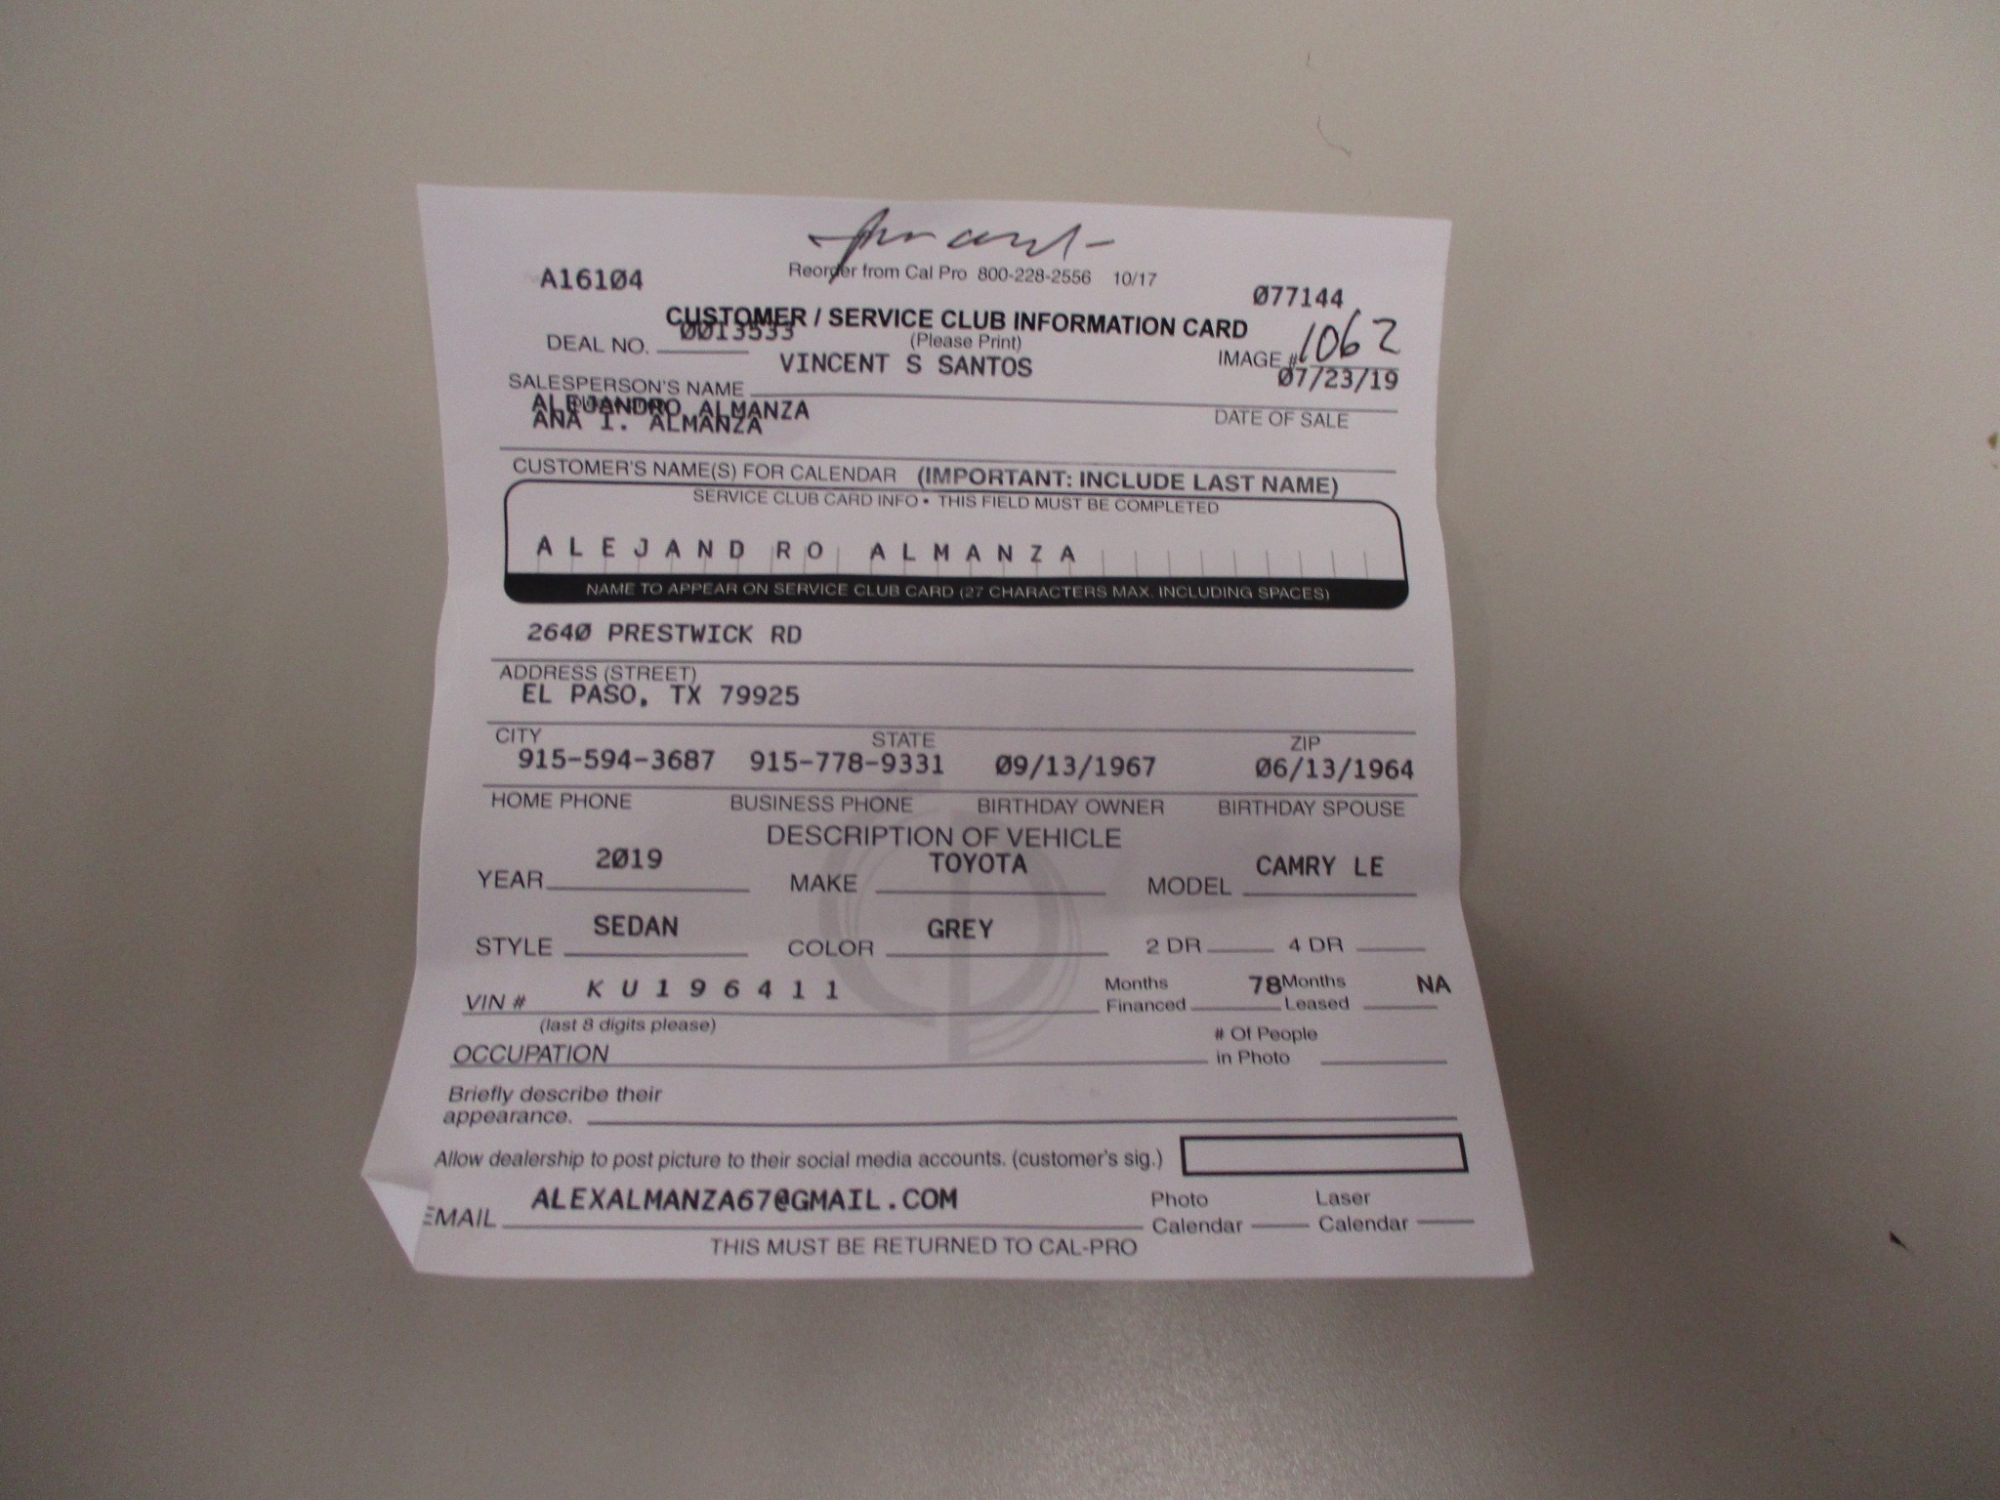 Reorder from Cal Pro 800-228-2556 10/17
A16104
077144
CUSTOMER / SERVICE CLUB INFORMATION CARD
DEAL NO. 0013533 (Please Print) IMAGE # 1062
VINCENT S SANTOS 07/23/19
SALESPERSON'S NAME DATE OF SALE
ALEJANDRO ALMANZA
ANA I. ALMANZA
CUSTOMER'S NAME(S) FOR CALENDAR (IMPORTANT: INCLUDE LAST NAME)
SERVICE CLUB CARD INFO • THIS FIELD MUST BE COMPLETED
ALEJANDRO ALMANZA
NAME TO APPEAR ON SERVICE CLUB CARD (27 CHARACTERS MAX. INCLUDING SPACES)
2640 PRESTWICK RD
ADDRESS (STREET)
EL PASO, TX 79925
CITY STATE ZIP
915-594-3687 915-778-9331 09/13/1967 06/13/1964
HOME PHONE BUSINESS PHONE BIRTHDAY OWNER BIRTHDAY SPOUSE
DESCRIPTION OF VEHICLE
YEAR 2019 MAKE TOYOTA MODEL CAMRY LE
STYLE SEDAN COLOR GREY 2 DR 4 DR
VIN # KU196411 Months Financed 78 Months Leased NA
(last 8 digits please)
OCCUPATION # Of People in Photo
Briefly describe their
appearance.
Allow dealership to post picture to their social media accounts. (customer's sig.)
EMAIL ALEXALMANZA67@GMAIL.COM Photo Calendar Laser Calendar
THIS MUST BE RETURNED TO CAL-PRO